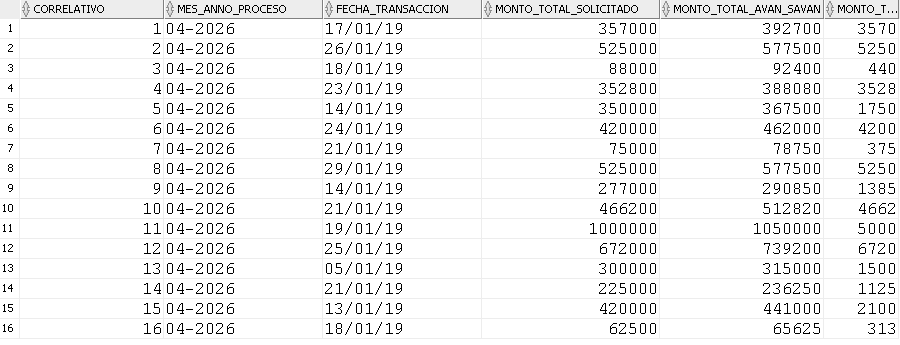 CORRELATIVO MES_ANNO_PROCESO FECHA_TRANSACCION MONTO_TOTAL_SOLICITADO MONTO_TOTAL_AVAN_SAVAN MONTO_T...
1 1 04-2026 17/01/19 357000 392700 3570
2 2 04-2026 26/01/19 525000 577500 5250
3 3 04-2026 18/01/19 88000 92400 440
4 4 04-2026 23/01/19 352800 388080 3528
5 5 04-2026 14/01/19 350000 367500 1750
6 6 04-2026 24/01/19 420000 462000 4200
7 7 04-2026 21/01/19 75000 78750 375
8 8 04-2026 29/01/19 525000 577500 5250
9 9 04-2026 14/01/19 277000 290850 1385
10 10 04-2026 21/01/19 466200 512820 4662
11 11 04-2026 19/01/19 1000000 1050000 5000
12 12 04-2026 25/01/19 672000 739200 6720
13 13 04-2026 05/01/19 300000 315000 1500
14 14 04-2026 21/01/19 225000 236250 1125
15 15 04-2026 13/01/19 420000 441000 2100
16 16 04-2026 18/01/19 62500 65625 313